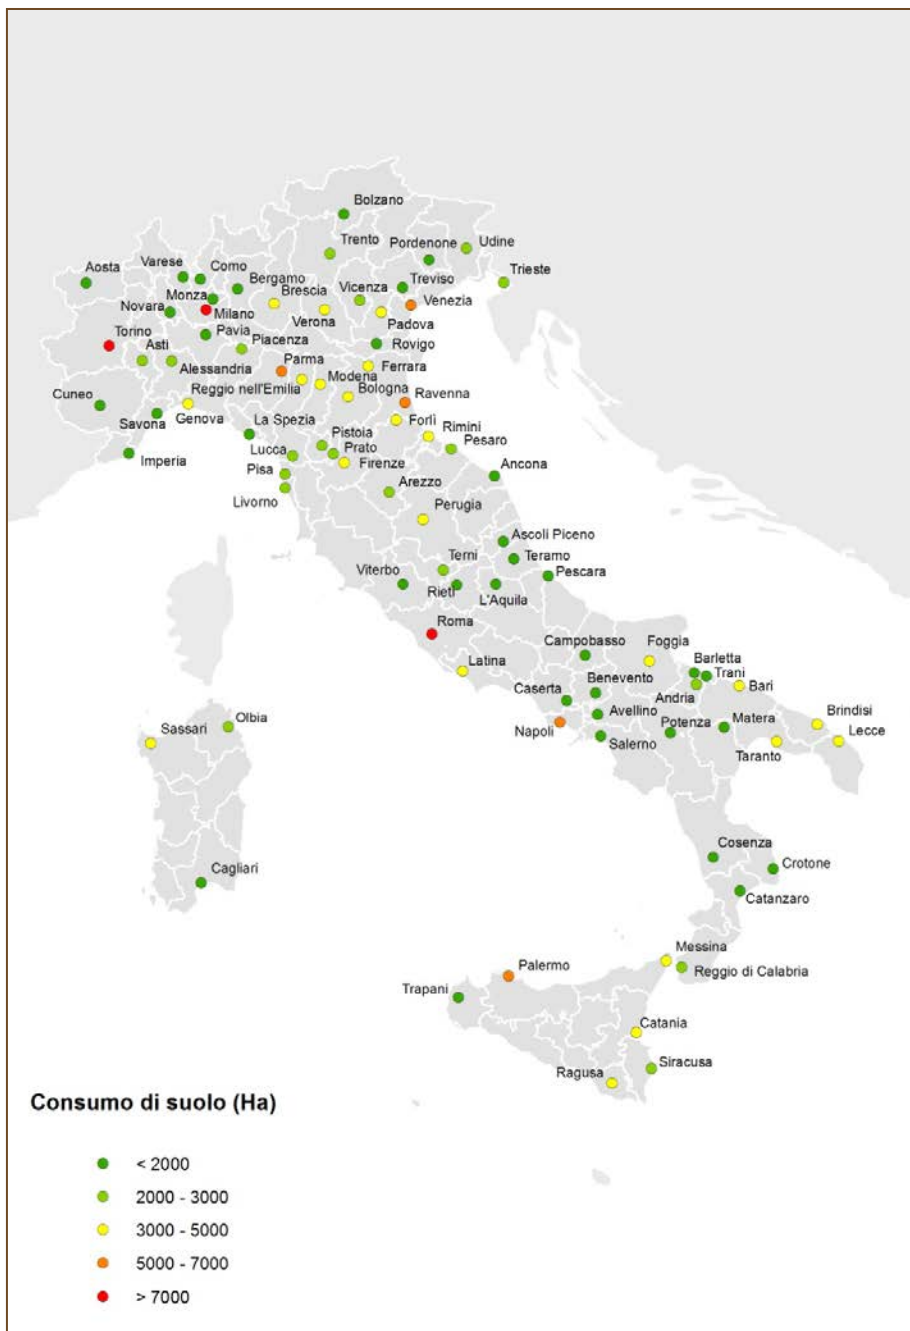 Bolzano
Trento
Pordenone
Udine
Aosta
Varese
Como
Bergamo
Brescia
Vicenza
Treviso
Trieste
Monza
Novara
Milano
Verona
Padova
Venezia
Torino
Pavia
Piacenza
Rovigo
Asti
Alessandria
Parma
Ferrara
Modena
Reggio nell'Emilia
Bologna
Ravenna
Cuneo
Savona
Genova
La Spezia
Forlì
Rimini
Pistoia
Pesaro
Imperia
Lucca
Prato
Firenze
Pisa
Arezzo
Ancona
Livorno
Perugia
Ascoli Piceno
Terni
Teramo
Viterbo
Rieti
L'Aquila
Pescara
Roma
Campobasso
Foggia
Latina
Barletta
Trani
Benevento
Bari
Caserta
Andria
Avellino
Napoli
Potenza
Matera
Brindisi
Salerno
Taranto
Lecce
Olbia
Sassari
Cosenza
Crotone
Cagliari
Catanzaro
Messina
Palermo
Reggio di Calabria
Trapani
Catania
Siracusa
Ragusa
Consumo di suolo (Ha)
< 2000
2000 - 3000
3000 - 5000
5000 - 7000
> 7000